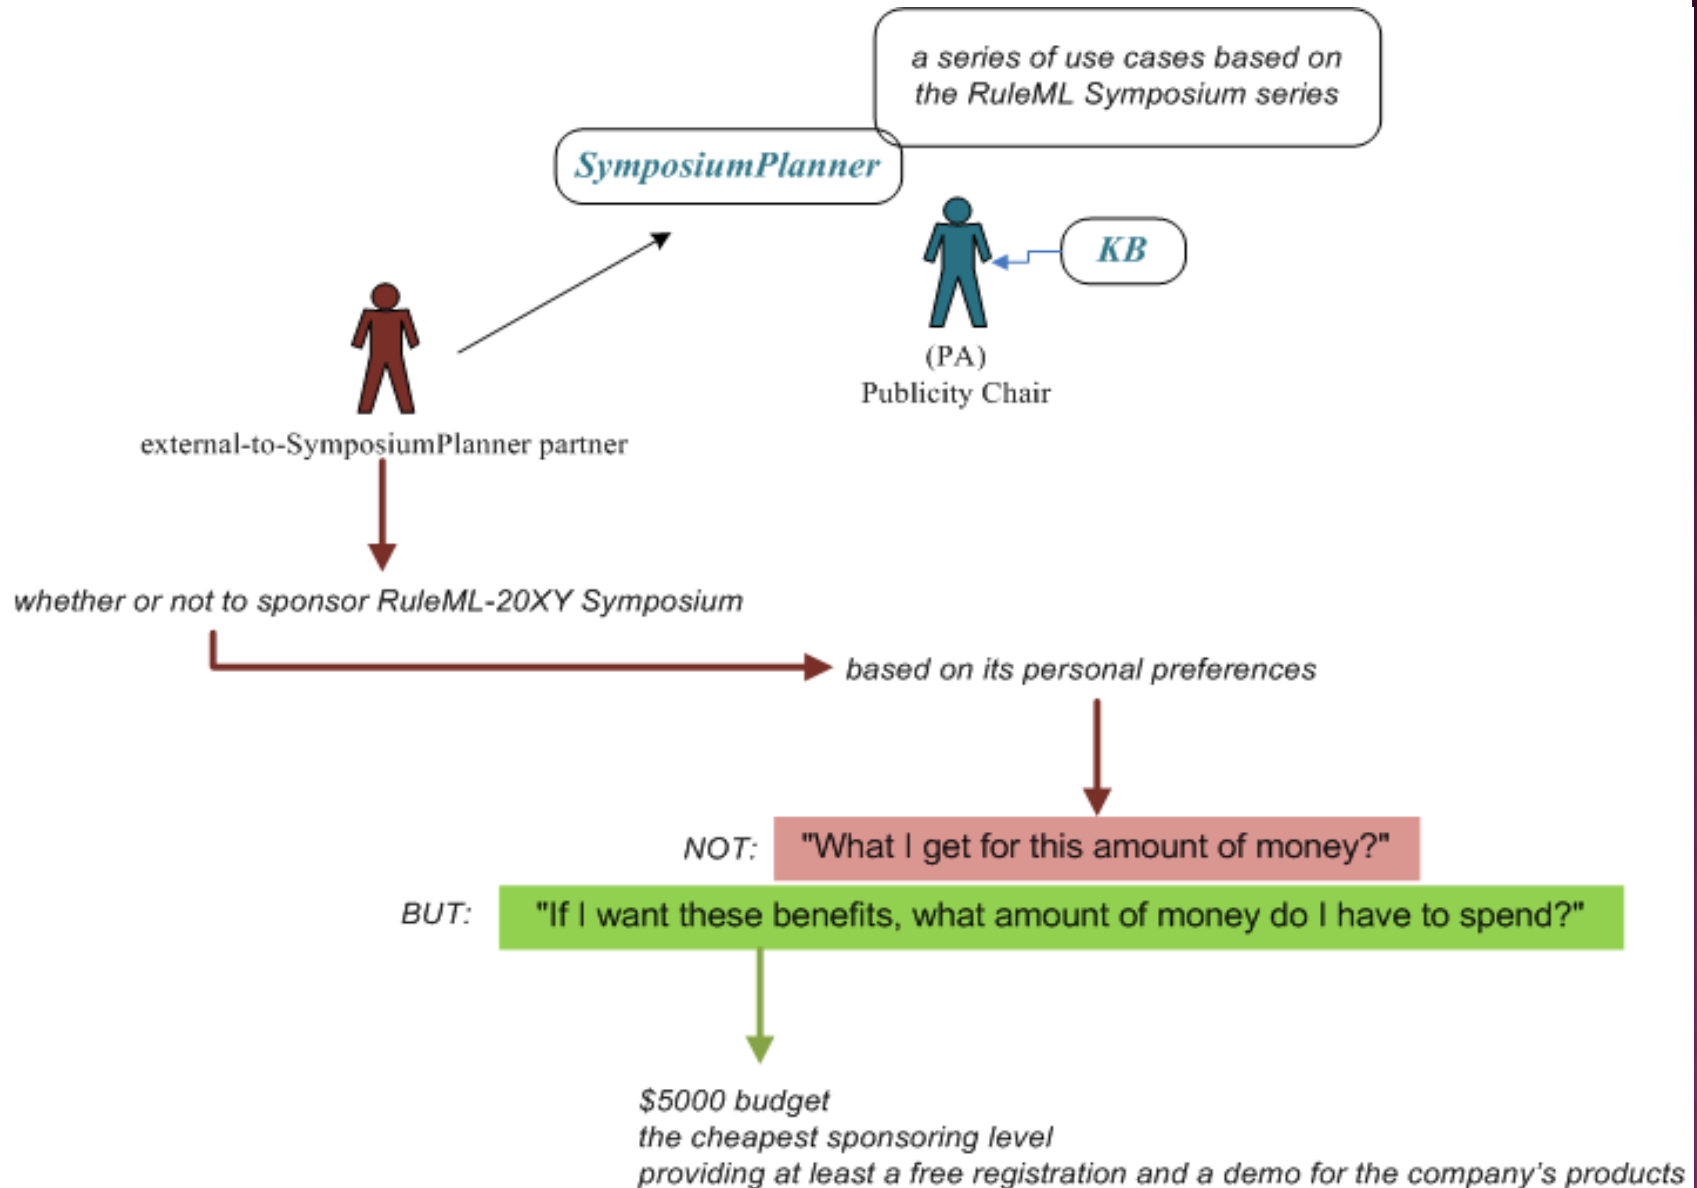 a series of use cases based on
the RuleML Symposium series
SymposiumPlanner
KB
(PA)
Publicity Chair
external-to-SymposiumPlanner partner
whether or not to sponsor RuleML-20XY Symposium
based on its personal preferences
NOT: "What I get for this amount of money?"
BUT: "If I want these benefits, what amount of money do I have to spend?"
$5000 budget
the cheapest sponsoring level
providing at least a free registration and a demo for the company's products